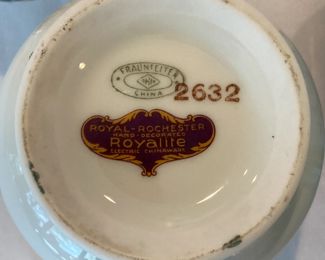 FRAUNFELTER
CHINA
2632
ROYAL-ROCHESTER
HAND-DECORATED
Royalite
ELECTRIC CHINAWARE